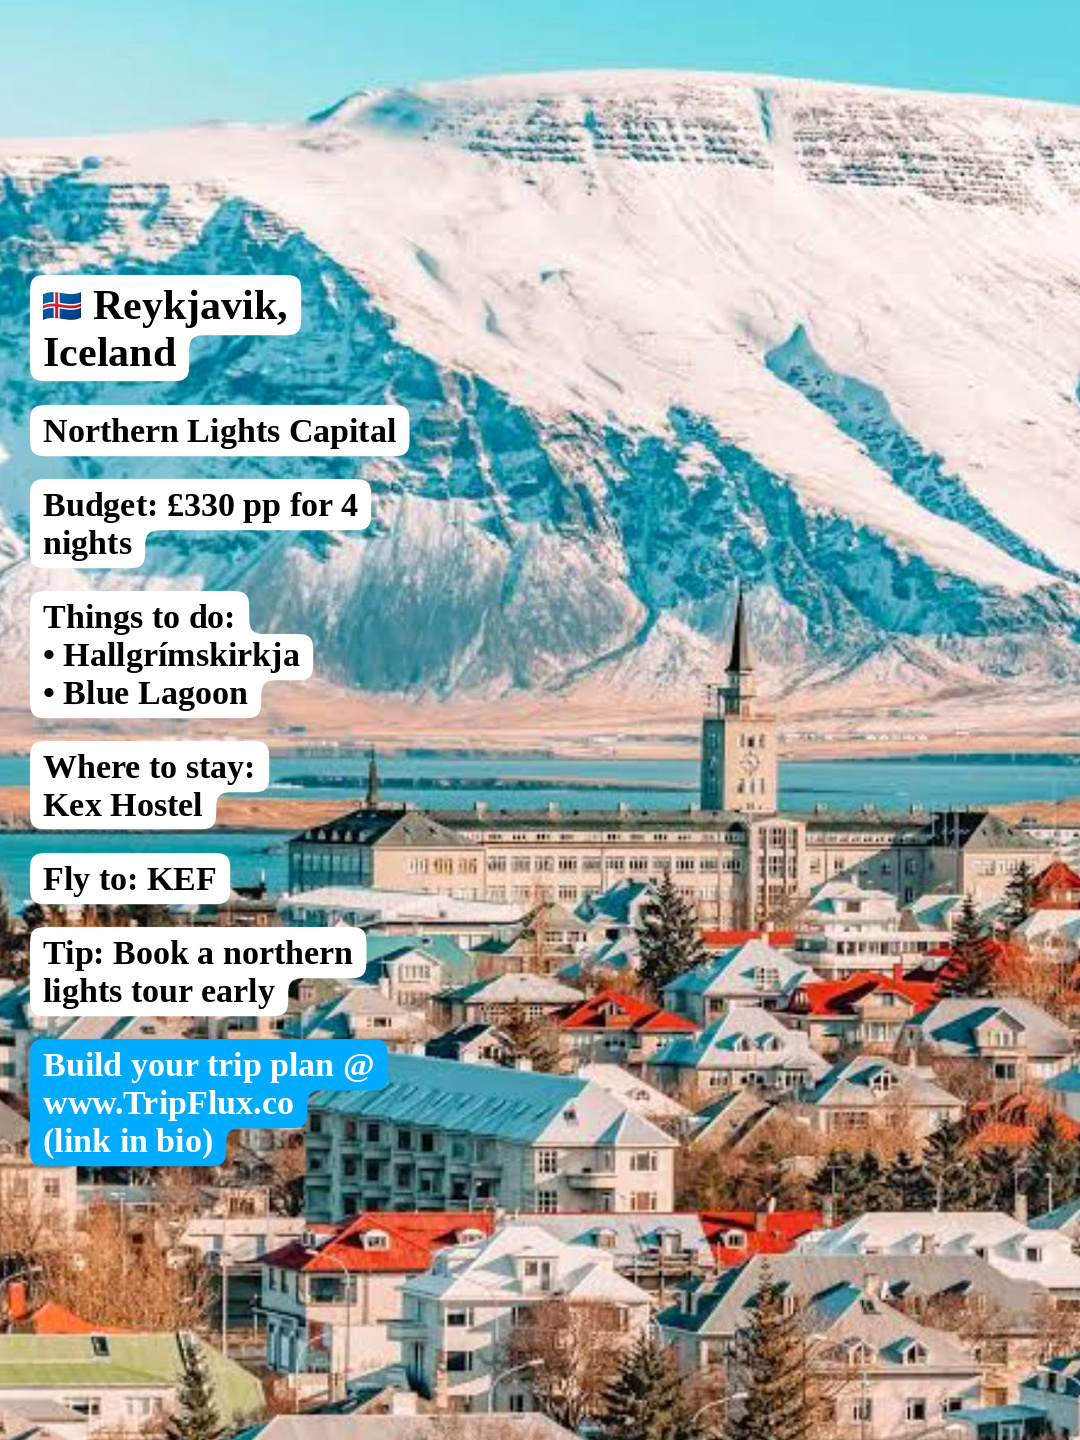 🇮🇸 Reykjavik,
Iceland
Northern Lights Capital
Budget: £330 pp for 4
nights
Things to do:
• Hallgrímskirkja
• Blue Lagoon
Where to stay:
Kex Hostel
Fly to: KEF
Tip: Book a northern
lights tour early
Build your trip plan @
www.TripFlux.co
(link in bio)